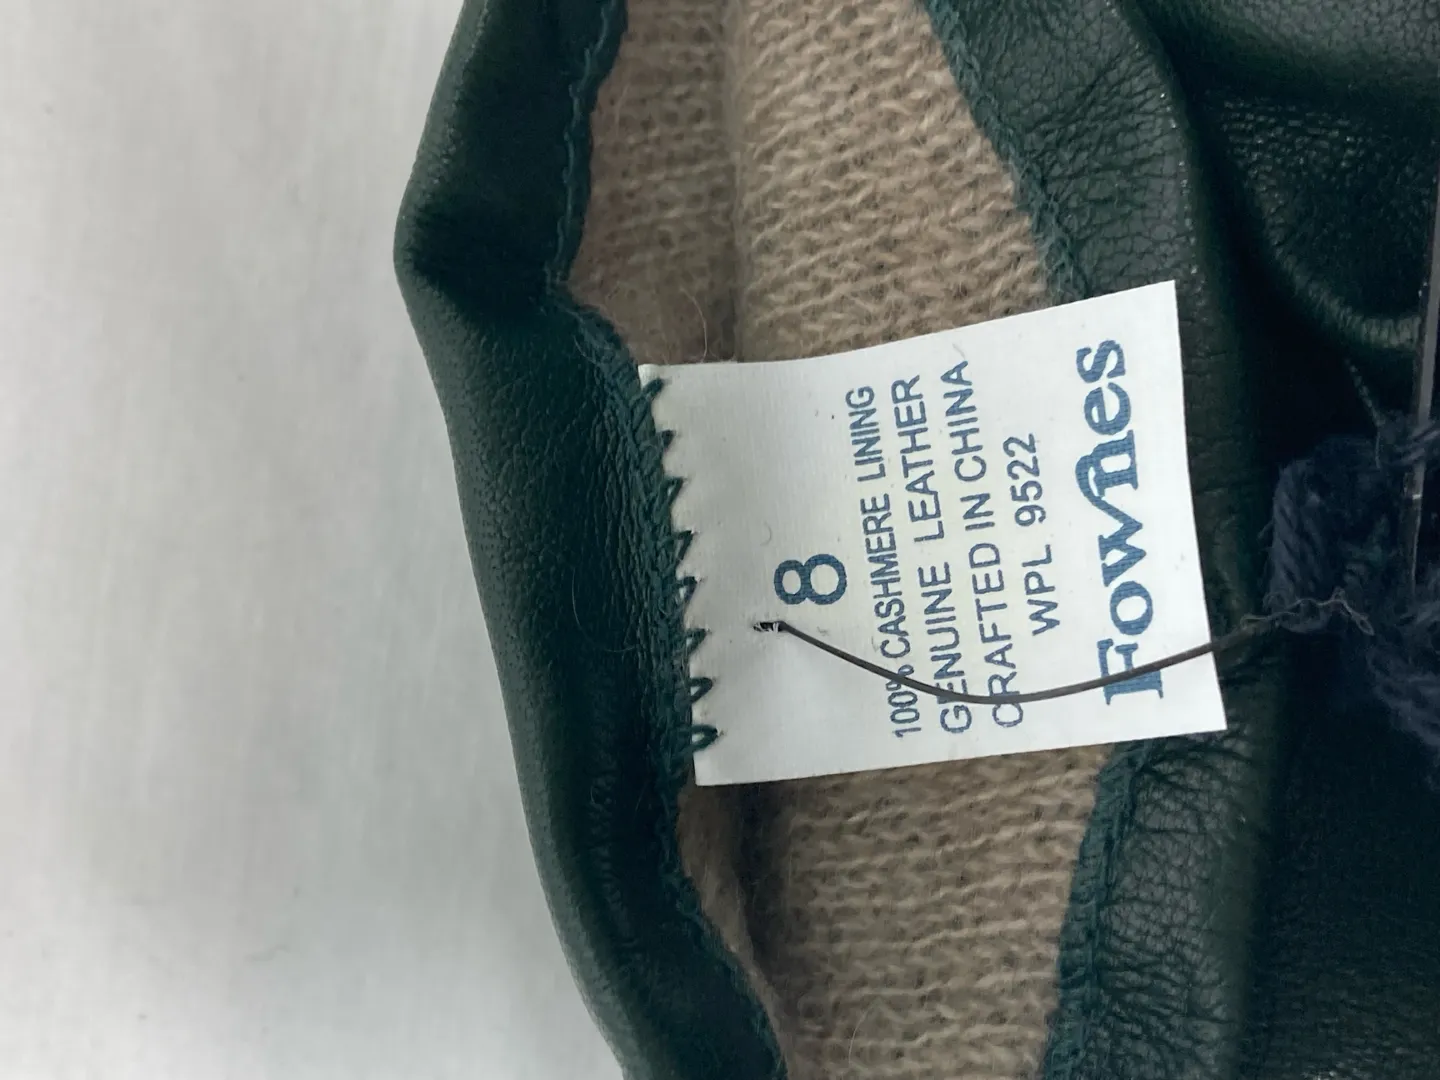 8
100% CASHMERE LINING
GENUINE LEATHER
CRAFTED IN CHINA
WPL 9522
Fownes